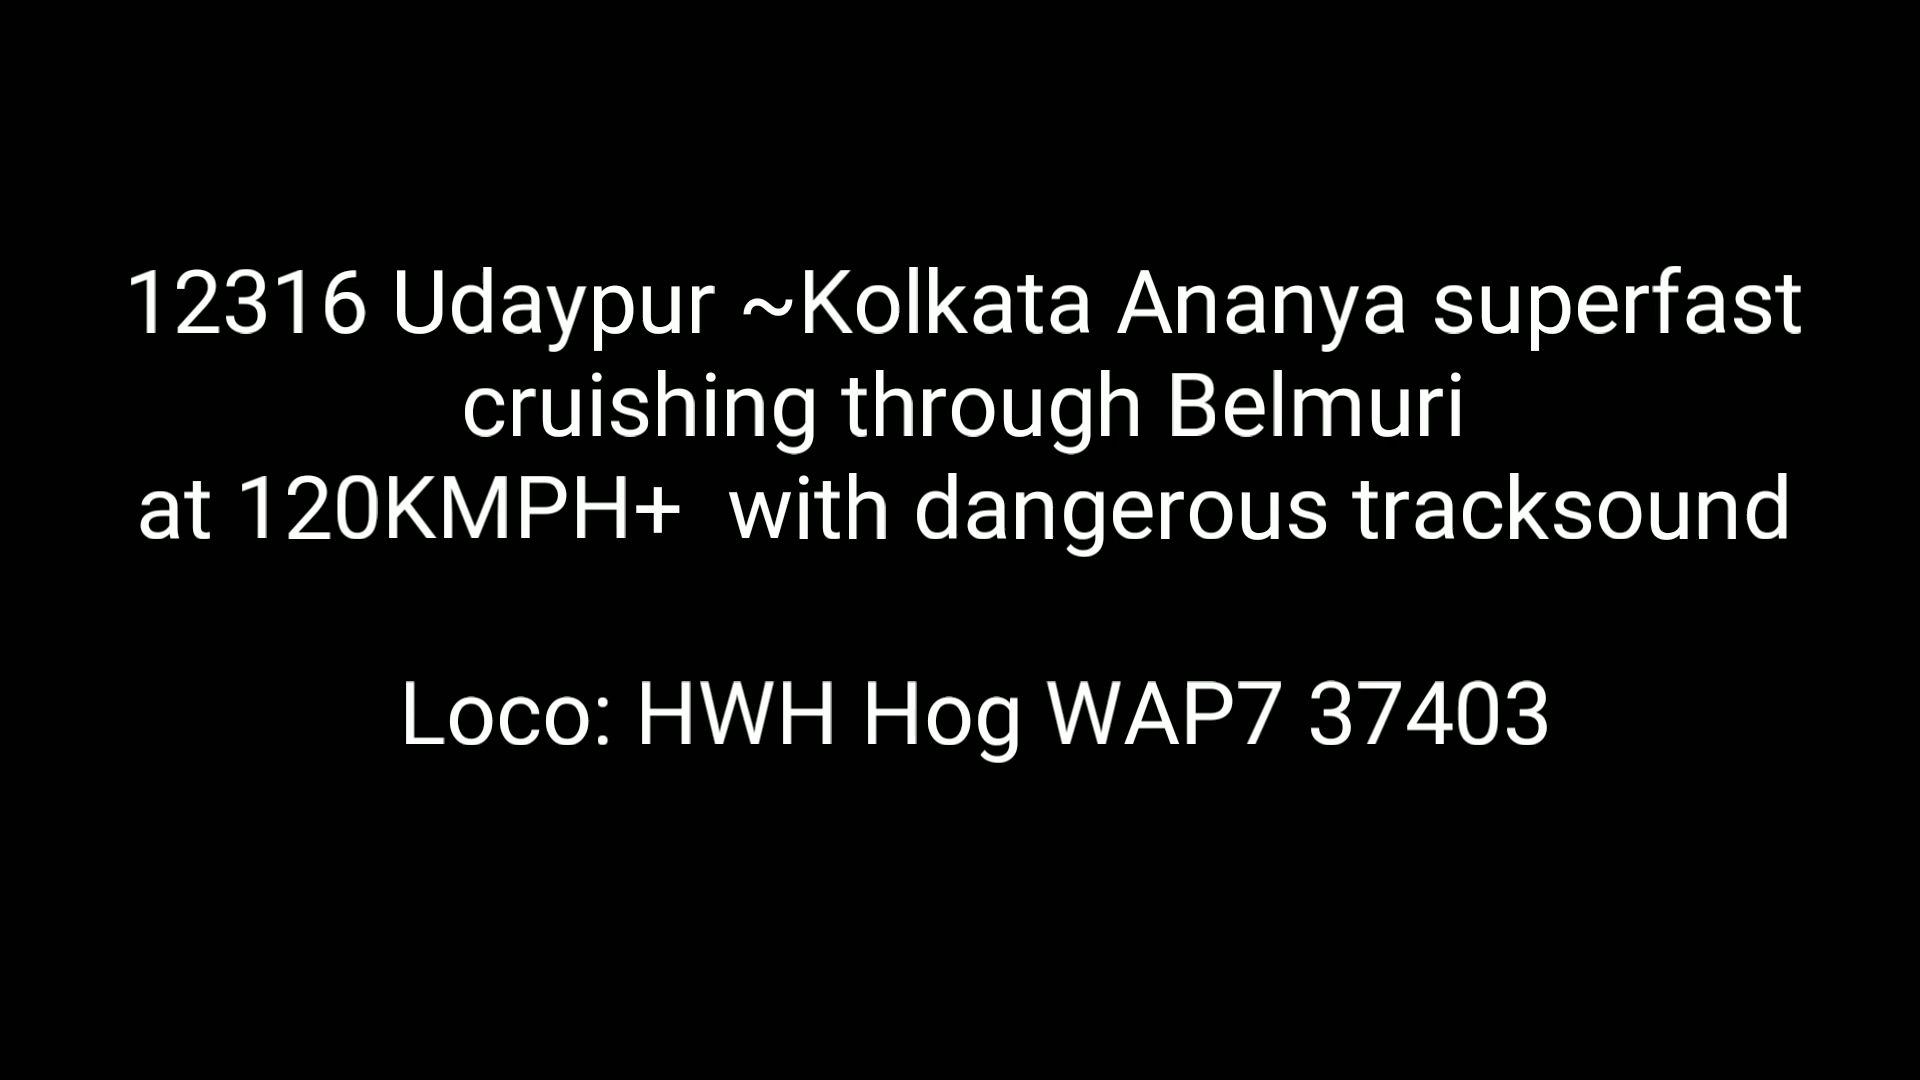 12316 Udaypur ~Kolkata Ananya superfast
cruishing through Belmuri
at 120KMPH+  with dangerous tracksound
Loco: HWH Hog WAP7 37403